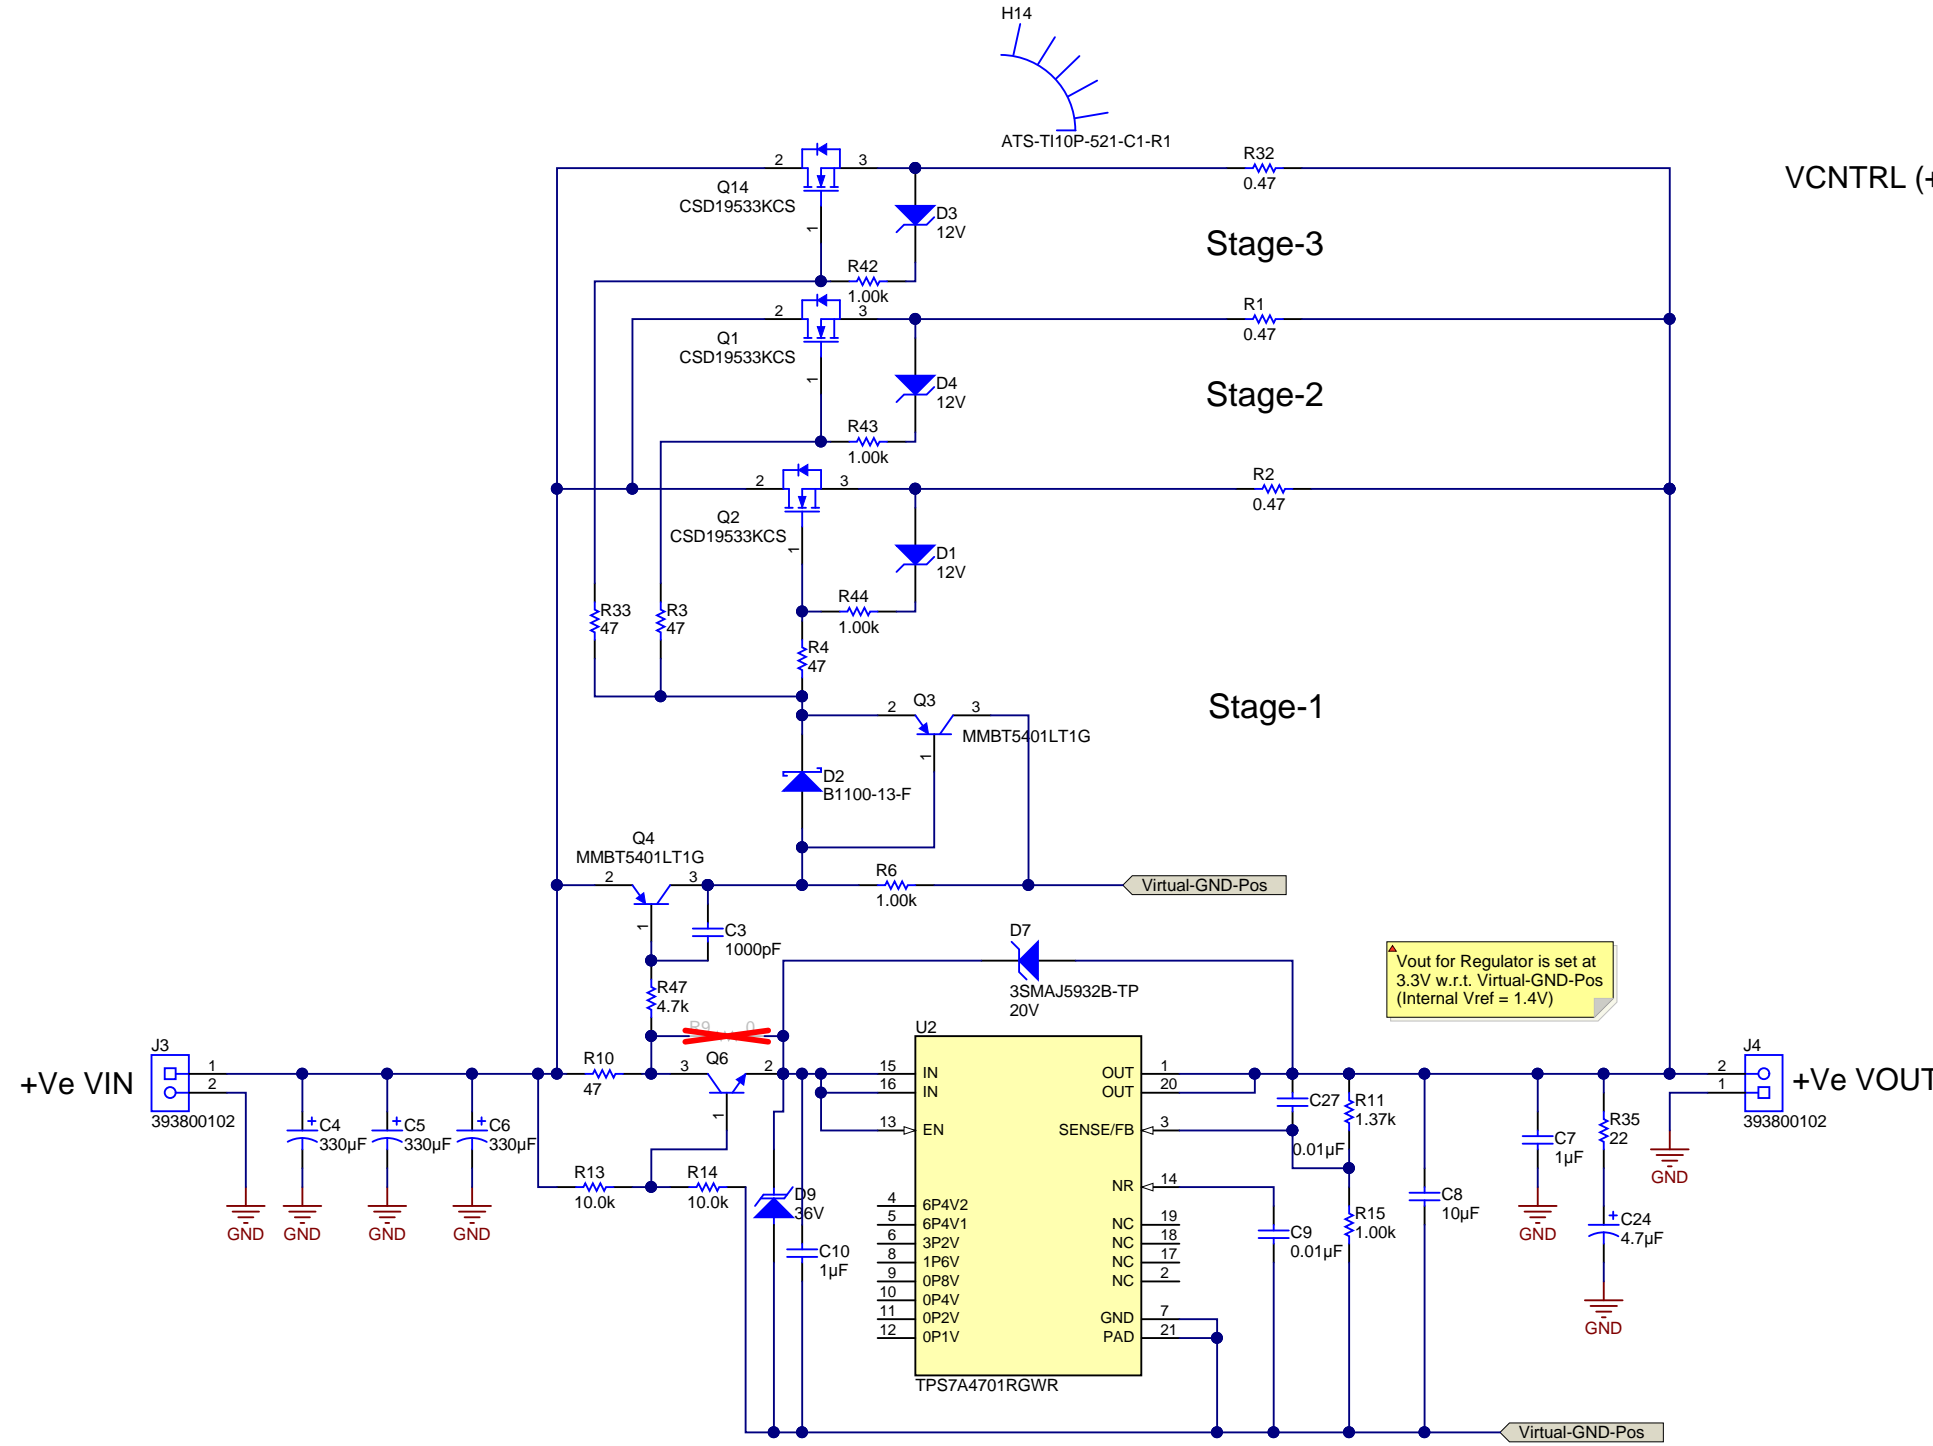 H14
ATS-TI10P-521-C1-R1
2
3
Q14
CSD19533KCS
1
D3
12V
R32
0.47
VCNTRL (+
Stage-3
R42
1.00k
2
3
Q1
CSD19533KCS
1
D4
12V
R1
0.47
Stage-2
R43
1.00k
2
3
Q2
CSD19533KCS
1
D1
12V
R2
0.47
R33
47
R3
47
R44
1.00k
R4
47
Stage-1
2
Q3
3
MMBT5401LT1G
1
D2
B1100-13-F
Q4
MMBT5401LT1G
2
3
1
R6
1.00k
Virtual-GND-Pos
C3
1000pF
D7
3SMAJ5932B-TP
20V
Vout for Regulator is set at
3.3V w.r.t. Virtual-GND-Pos
(Internal Vref = 1.4V)
R47
4.7k
R9
0
J3
1
2
393800102
+Ve VIN
R10
47
3
Q6
2
1
C4
330µF
C5
330µF
C6
330µF
GND
GND
GND
GND
R13
10.0k
R14
10.0k
D9
36V
C10
1µF
U2
15
IN
16
IN
13
EN
4
6P4V2
5
6P4V1
6
3P2V
8
1P6V
9
0P8V
10
0P4V
11
0P2V
12
0P1V
OUT
1
OUT
20
SENSE/FB
3
NR
14
NC
19
NC
18
NC
17
NC
2
GND
7
PAD
21
TPS7A4701RGWR
C27
0.01µF
R11
1.37k
C9
0.01µF
R15
1.00k
C8
10µF
C7
1µF
GND
R35
22
C24
4.7µF
GND
J4
2
1
393800102
+Ve VOUT
GND
Virtual-GND-Pos